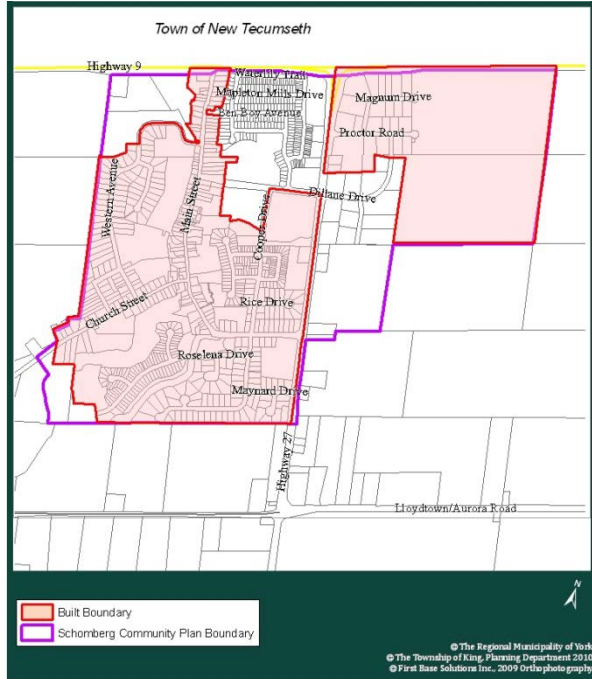 Town of New Tecumseth
Highway 9
Waterlily Trail
Mapleton Mills Drive
Magnum Drive
Ben Boy Avenue
Proctor Road
Dillane Drive
Western Avenue
Main Street
Cooper Drive
Church Street
Rice Drive
Roselena Drive
Maynard Drive
Highway 27
Lloydtown/Aurora Road
N
Built Boundary
Schomberg Community Plan Boundary
© The Regional Municipality of York
© The Township of King, Planning Department 2010
© First Base Solutions Inc., 2009 Orthophotography